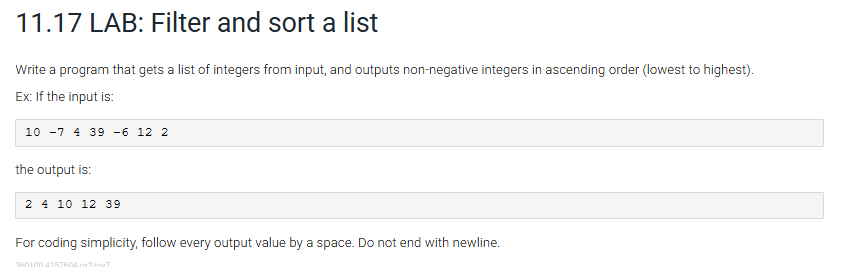 11.17 LAB: Filter and sort a list
Write a program that gets a list of integers from input, and outputs non-negative integers in ascending order (lowest to highest).
Ex: If the input is:
10 -7 4 39 -6 12 2
the output is:
2 4 10 12 39
For coding simplicity, follow every output value by a space. Do not end with newline.